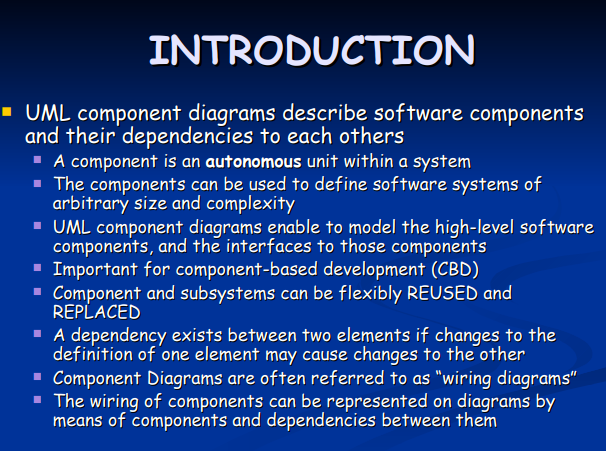 INTRODUCTION
UML component diagrams describe software components
and their dependencies to each others
A component is an autonomous unit within a system
The components can be used to define software systems of
arbitrary size and complexity
UML component diagrams enable to model the high-level software
components, and the interfaces to those components
Important for component-based development (CBD)
Component and subsystems can be flexibly REUSED and
REPLACED
A dependency exists between two elements if changes to the
definition of one element may cause changes to the other
Component Diagrams are often referred to as “wiring diagrams”
The wiring of components can be represented on diagrams by
means of components and dependencies between them